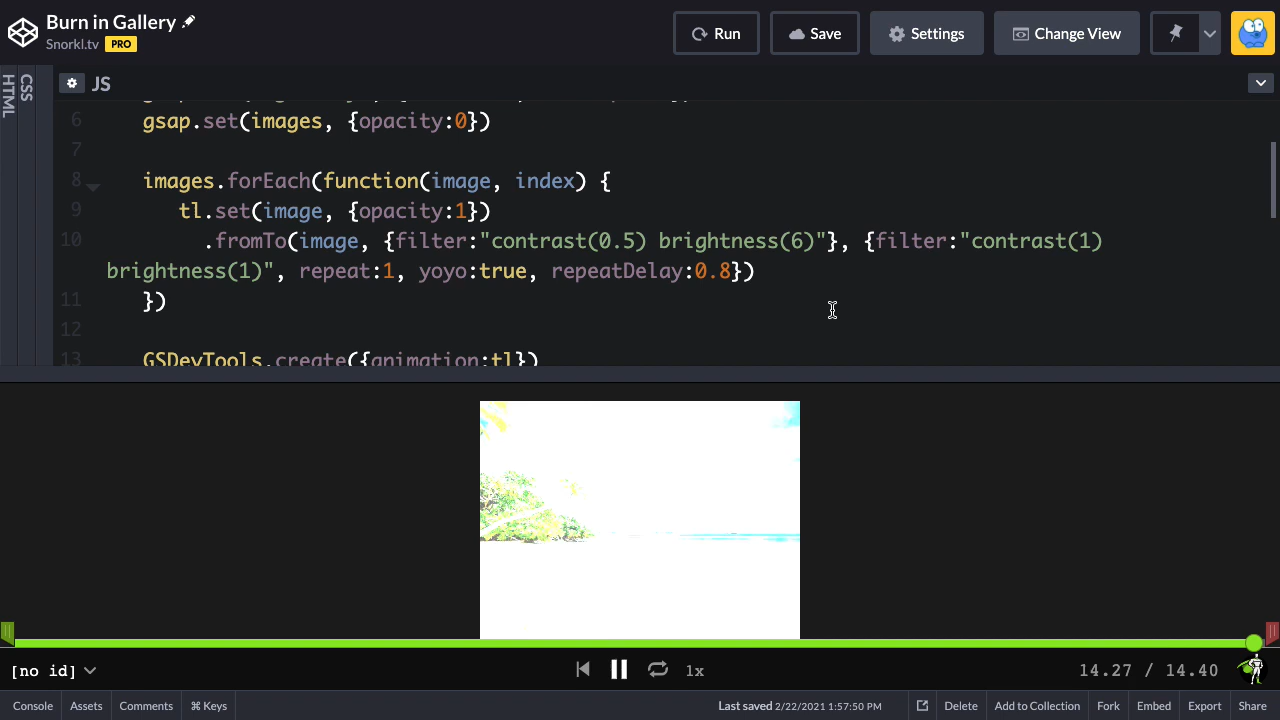 Burn in Gallery
Snorkl.tv PRO
Run
Save
Settings
Change View
HTML
CSS
JS
6 gsap.set(images, {opacity:0})
7
8 images.forEach(function(image, index) {
9 tl.set(image, {opacity:1})
10 .fromTo(image, {filter:"contrast(0.5) brightness(6)"}, {filter:"contrast(1)
brightness(1)", repeat:1, yoyo:true, repeatDelay:0.8})
11 })
12
13 GSDevTools.create({animation:tl})
[no id]
1x
14.27 / 14.40
Console Assets Comments ⌘ Keys Last saved 2/22/2021 1:57:50 PM Delete Add to Collection Fork Embed Export Share